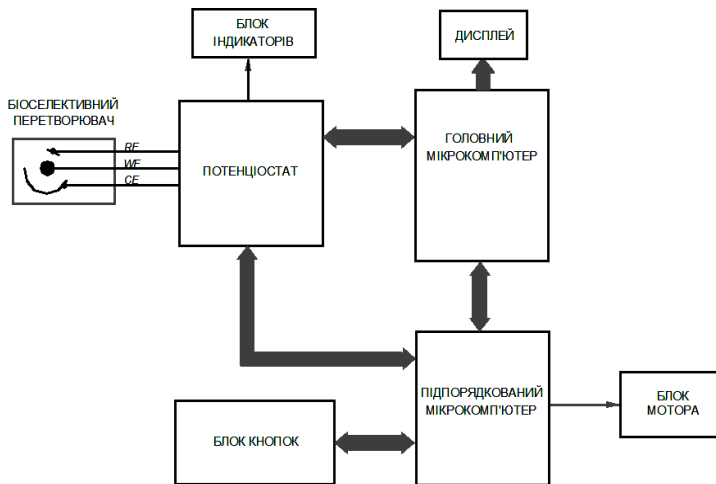 БЛОК
ІНДИКАТОРІВ
ДИСПЛЕЙ
БІОСЕЛЕКТИВНИЙ
ПЕРЕТВОРЮВАЧ
RE
WE
CE
ПОТЕНЦІОСТАТ
ГОЛОВНИЙ
МІКРОКОМП'ЮТЕР
ПІДПОРЯДКОВАНИЙ
МІКРОКОМП'ЮТЕР
БЛОК
МОТОРА
БЛОК КНОПОК